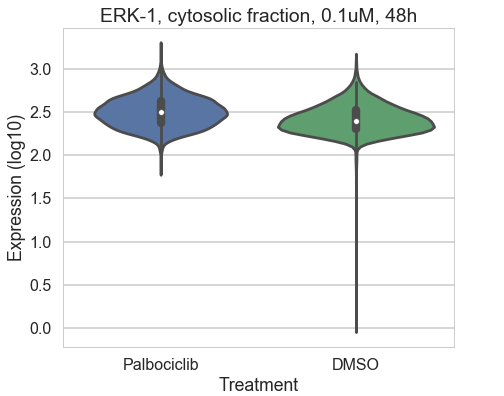 ERK-1, cytosolic fraction, 0.1uM, 48h
Expression (log10)
3.0
2.5
2.0
1.5
1.0
0.5
0.0
Palbociclib DMSO
Treatment